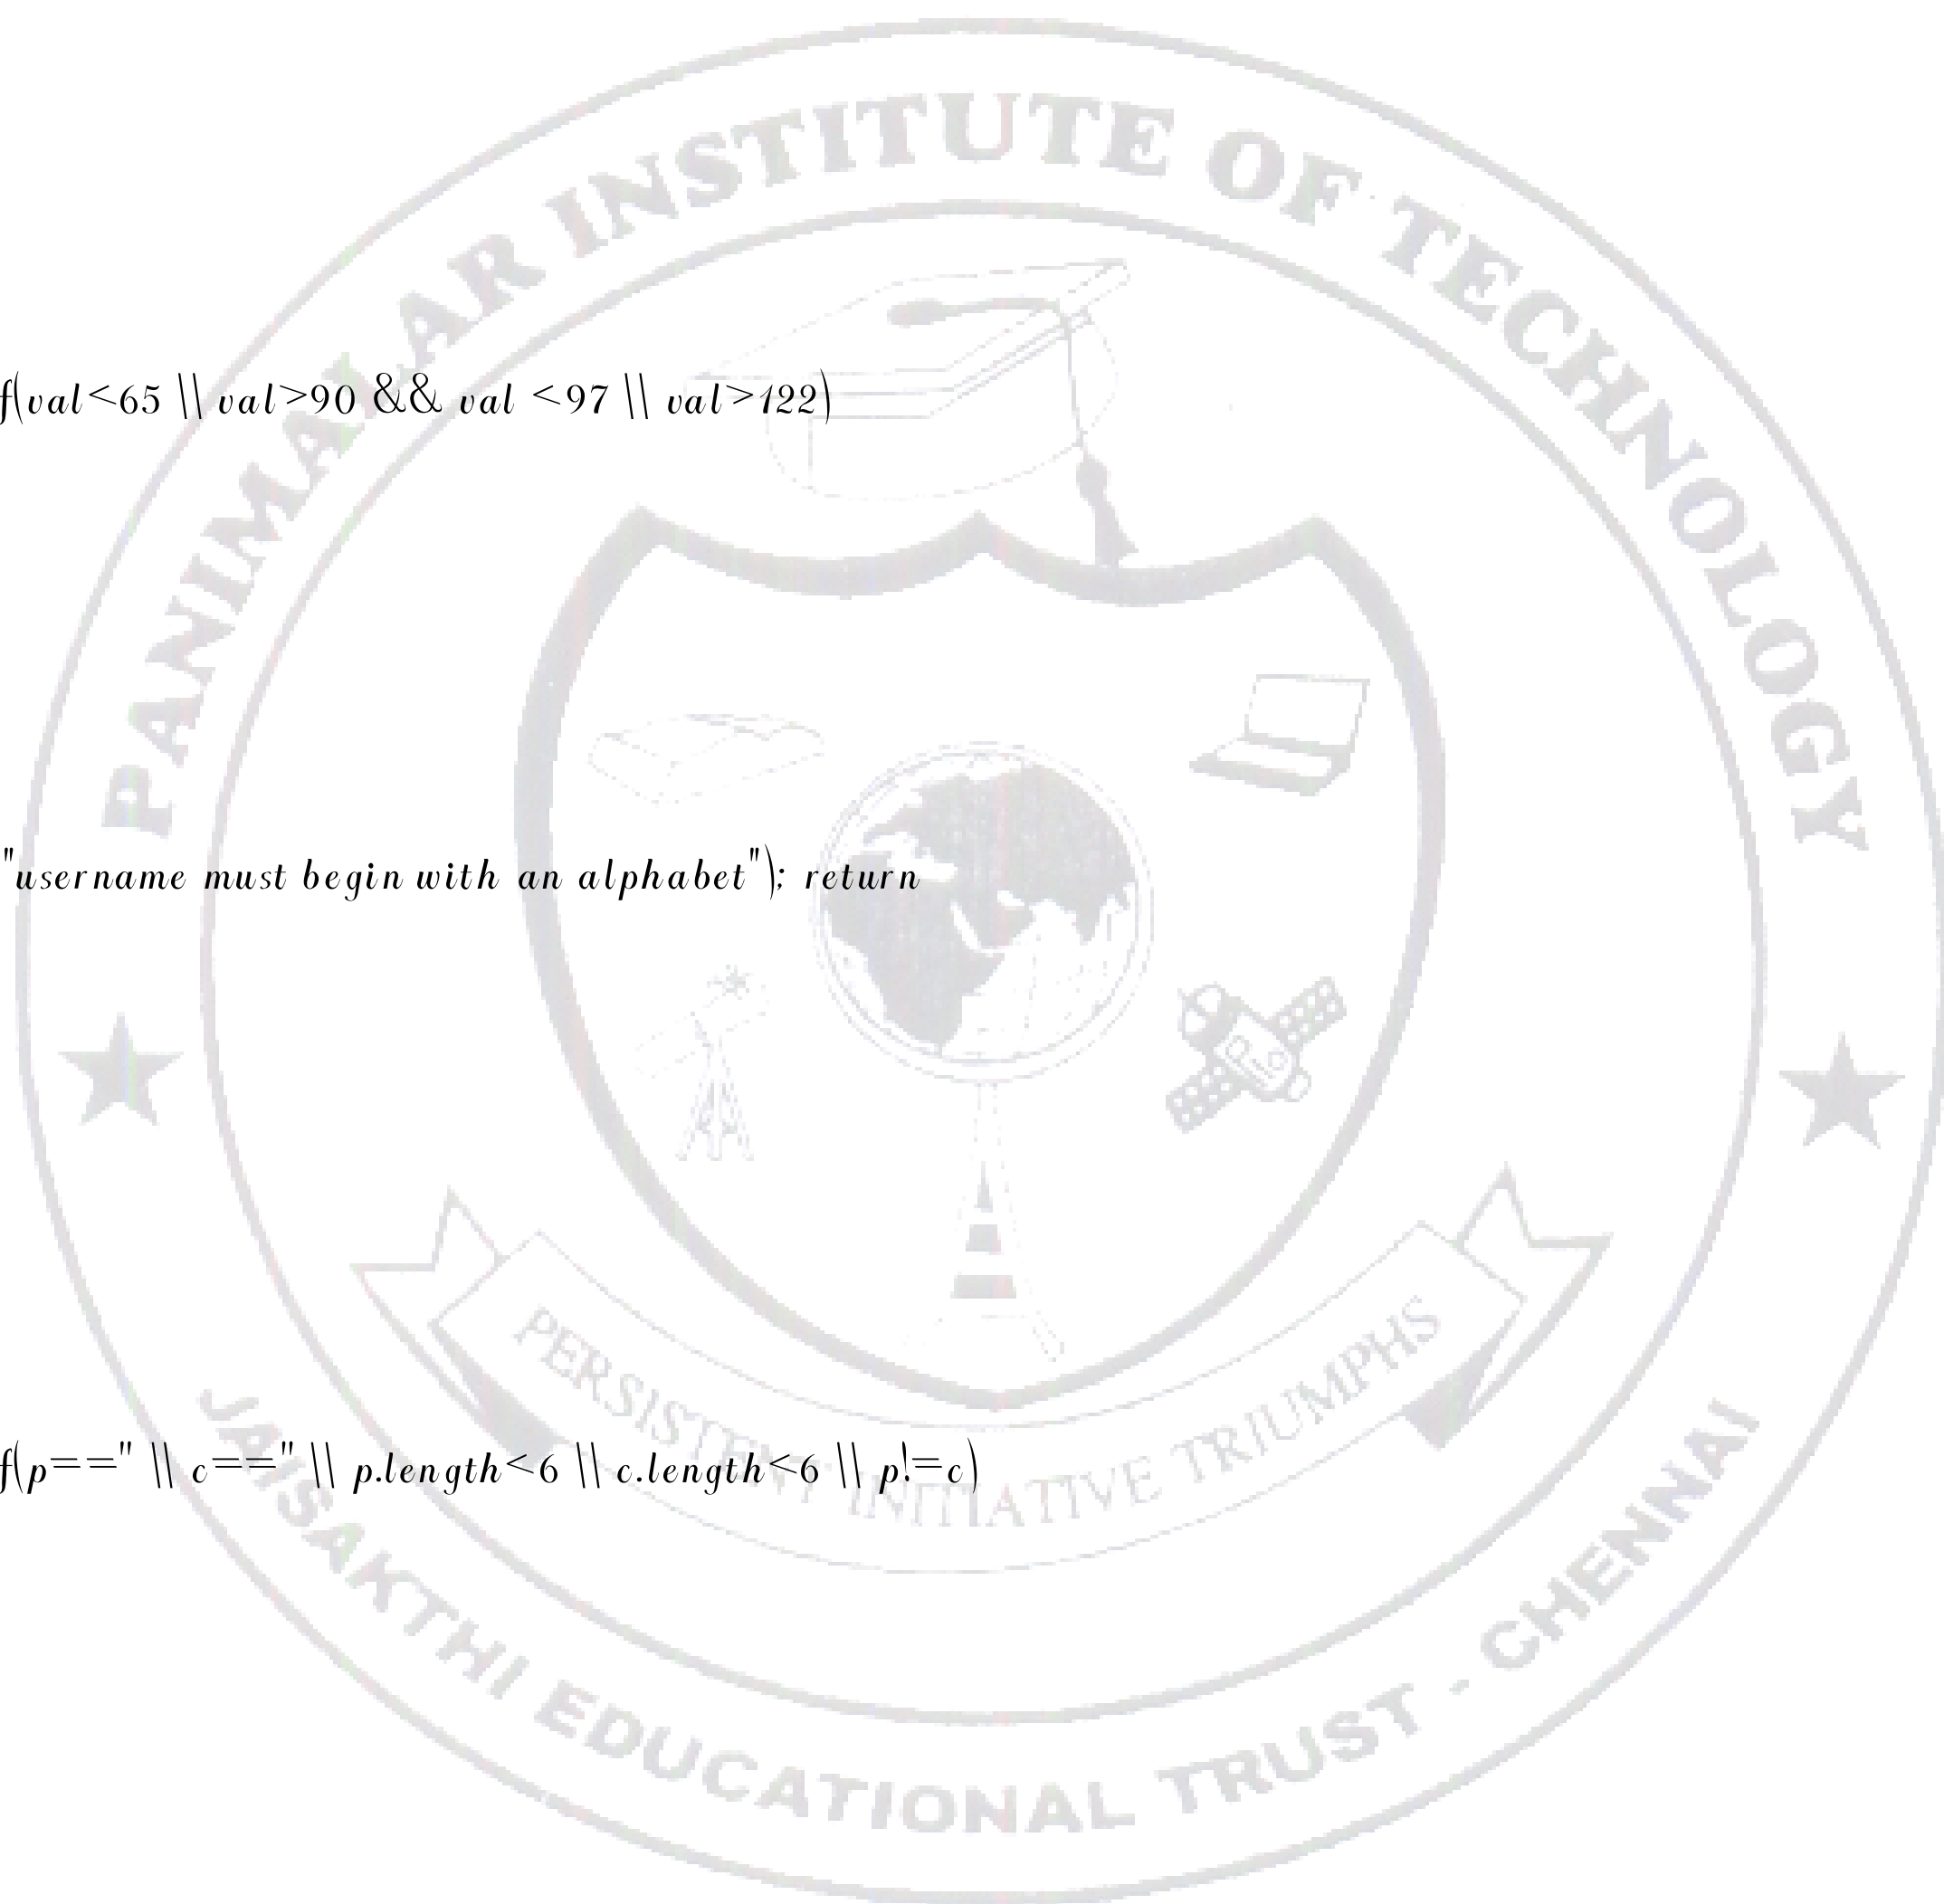 PANIMALAR INSTITUTE OF TECHNOLOGY
f(val<65 \\ val>90 && val <97 \\ val>122)
"username must begin with an alphabet"); return
PERSISTENT INITIATIVE TRIUMPHS
f(p==" \\ c==" \\ p.length<6 \\ c.length<6 \\ p!=c)
JAISAKTHI EDUCATIONAL TRUST - CHENNAI